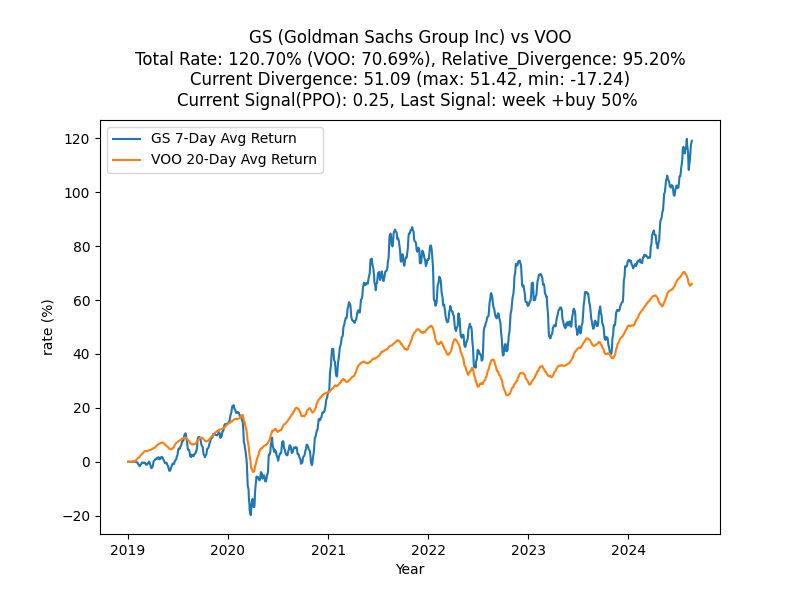 GS (Goldman Sachs Group Inc) vs VOO
Total Rate: 120.70% (VOO: 70.69%), Relative_Divergence: 95.20%
Current Divergence: 51.09 (max: 51.42, min: -17.24)
Current Signal(PPO): 0.25, Last Signal: week +buy 50%
GS 7-Day Avg Return
VOO 20-Day Avg Return
120
100
80
60
40
20
0
−20
rate (%)
2019 2020 2021 2022 2023 2024
Year